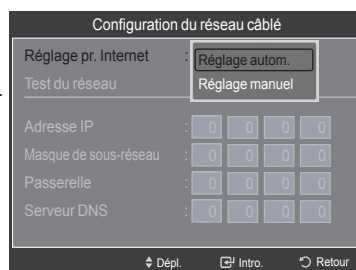 Configuration du réseau câblé
Réglage pr. Internet : Réglage autom.
Réglage manuel
Test du réseau
Adresse IP : 0 0 0 0
Masque de sous-réseau : 0 0 0 0
Passerelle : 0 0 0 0
Serveur DNS : 0 0 0 0
Dépl. Intro. Retour